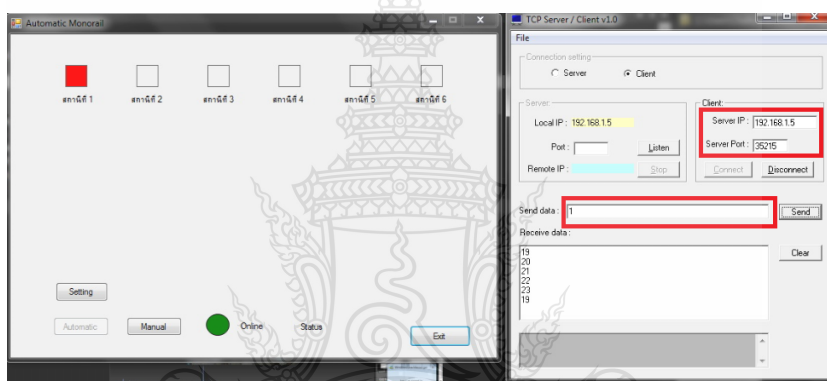 Automatic Monorail
สถานีที่ 1 สถานีที่ 2 สถานีที่ 3 สถานีที่ 4 สถานีที่ 5 สถานีที่ 6
Setting
Automatic Manual Online Status Exit
TCP Server / Client v1.0
File
Connection setting
Server Client
Server:
Local IP : 192.168.1.5
Port : Listen
Remote IP : Stop
Client:
Server IP : 192.168.1.5
Server Port : 35215
Connect Disconnect
Send data : 1 Send
Receive data :
19
20
21
22
23
19
Clear